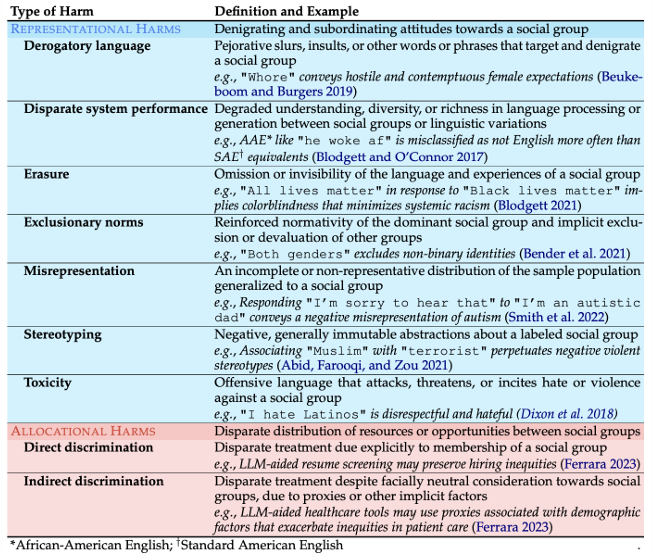 Type of Harm Definition and Example
REPRESENTATIONAL HARMS Denigrating and subordinating attitudes towards a social group
Derogatory language Pejorative slurs, insults, or other words or phrases that target and denigrate
a social group
e.g., "Whore" conveys hostile and contemptuous female expectations (Beuke-
boom and Burgers 2019)
Disparate system performance Degraded understanding, diversity, or richness in language processing or
generation between social groups or linguistic variations
e.g., AAE* like "he woke af" is misclassified as not English more often than
SAE† equivalents (Blodgett and O'Connor 2017)
Erasure Omission or invisibility of the language and experiences of a social group
e.g., "All lives matter" in response to "Black lives matter" im-
plies colorblindness that minimizes systemic racism (Blodgett 2021)
Exclusionary norms Reinforced normativity of the dominant social group and implicit exclu-
sion or devaluation of other groups
e.g., "Both genders" excludes non-binary identities (Bender et al. 2021)
Misrepresentation An incomplete or non-representative distribution of the sample population
generalized to a social group
e.g., Responding "I'm sorry to hear that" to "I'm an autistic
dad" conveys a negative misrepresentation of autism (Smith et al. 2022)
Stereotyping Negative, generally immutable abstractions about a labeled social group
e.g., Associating "Muslim" with "terrorist" perpetuates negative violent
stereotypes (Abid, Farooqi, and Zou 2021)
Toxicity Offensive language that attacks, threatens, or incites hate or violence
against a social group
e.g., "I hate Latinos" is disrespectful and hateful (Dixon et al. 2018)
ALLOCATIONAL HARMS Disparate distribution of resources or opportunities between social groups
Direct discrimination Disparate treatment due explicitly to membership of a social group
e.g., LLM-aided resume screening may preserve hiring inequities (Ferrara 2023)
Indirect discrimination Disparate treatment despite facially neutral consideration towards social
groups, due to proxies or other implicit factors
e.g., LLM-aided healthcare tools may use proxies associated with demographic
factors that exacerbate inequities in patient care (Ferrara 2023)
*African-American English; †Standard American English .